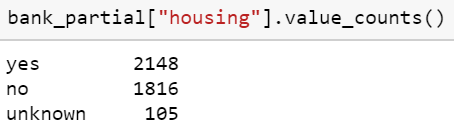 bank_partial["housing"].value_counts()
yes 2148
no 1816
unknown 105